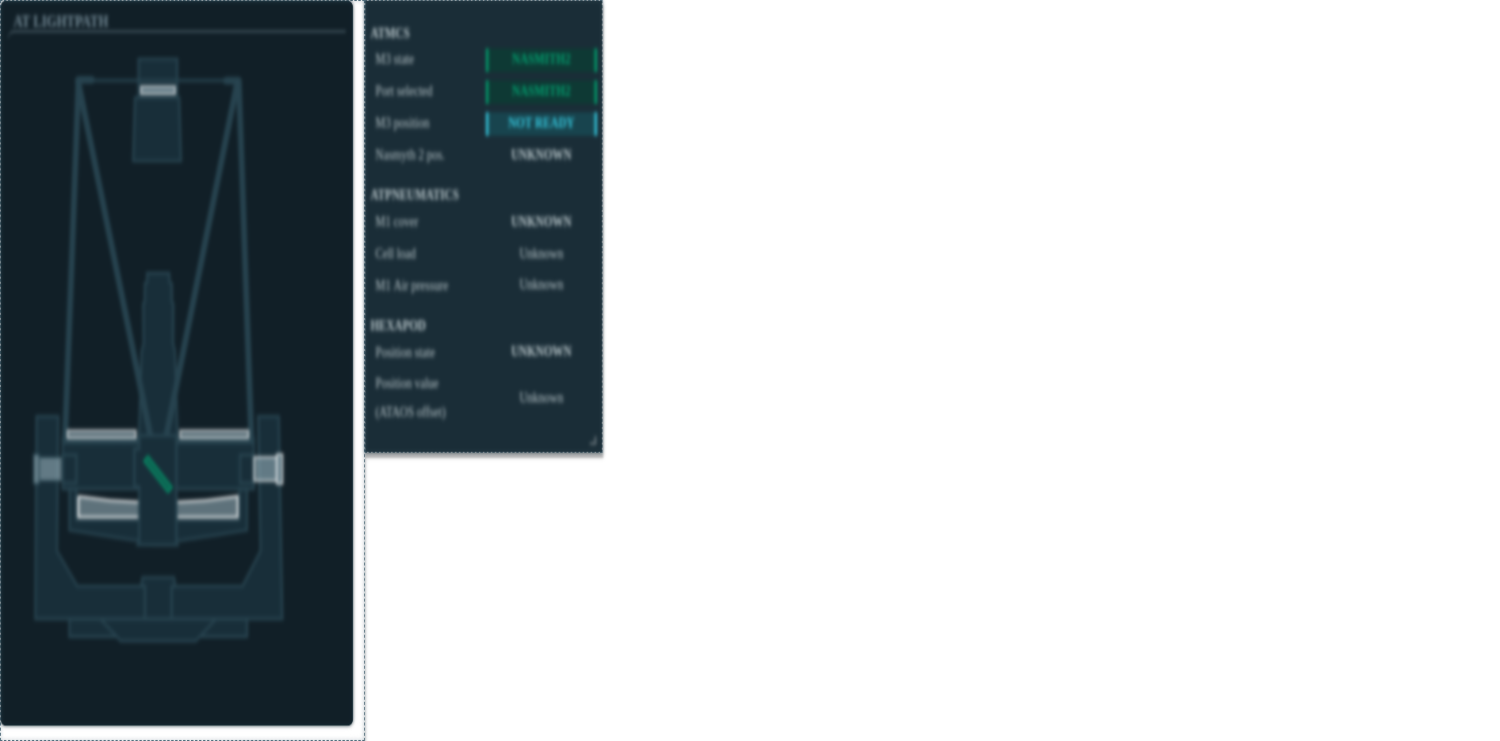 AT LIGHTPATH
ATMCS
M3 state NASMITH2
Port selected NASMITH2
M3 position NOT READY
Nasmyth 2 pos. UNKNOWN
ATPNEUMATICS
M1 cover UNKNOWN
Cell load Unknown
M1 Air pressure Unknown
HEXAPOD
Position state UNKNOWN
Position value
(ATAOS offset) Unknown